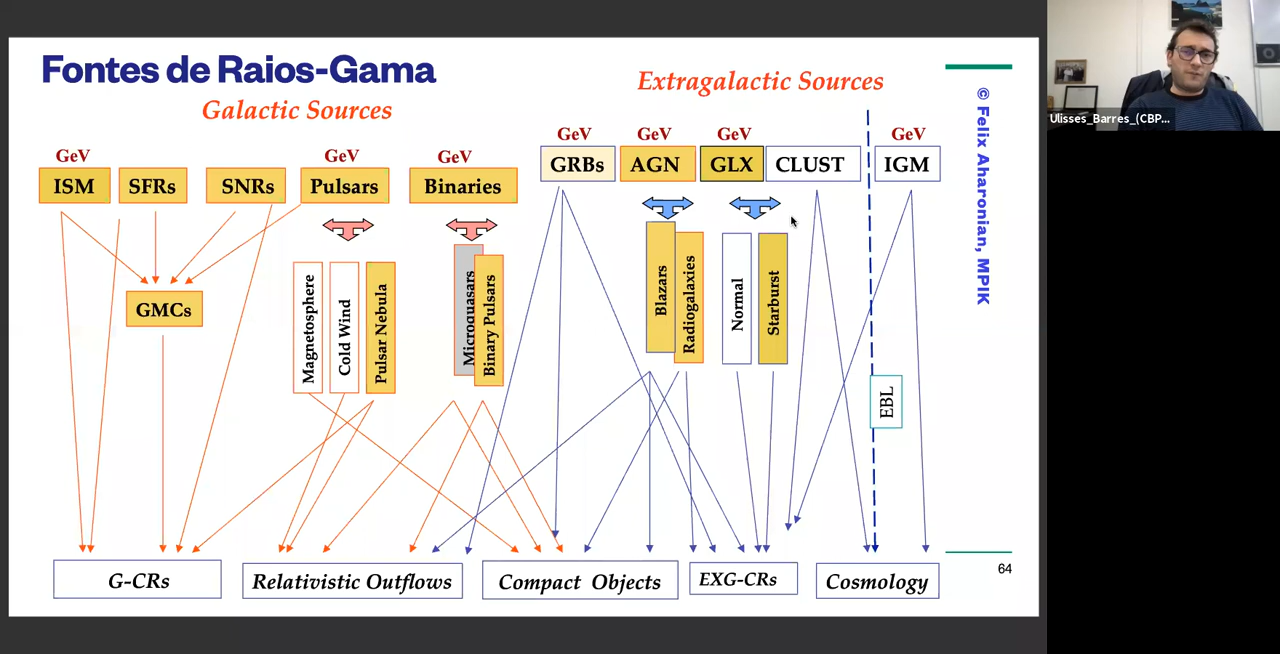 Fontes de Raios-Gama
Galactic Sources
Extragalactic Sources
GeV
GeV
GeV
GeV
GeV
GeV
GeV
ISM
SFRs
SNRs
Pulsars
Binaries
GRBs
AGN
GLX
CLUST
IGM
GMCs
Magnetosphere
Cold Wind
Pulsar Nebula
Microquasars
Binary Pulsars
Blazars
Radiogalaxies
Normal
Starburst
EBL
G-CRs
Relativistic Outflows
Compact Objects
EXG-CRs
Cosmology
64
© Felix Aharonian, MPIK
Ulisses_Barres_(CBP...